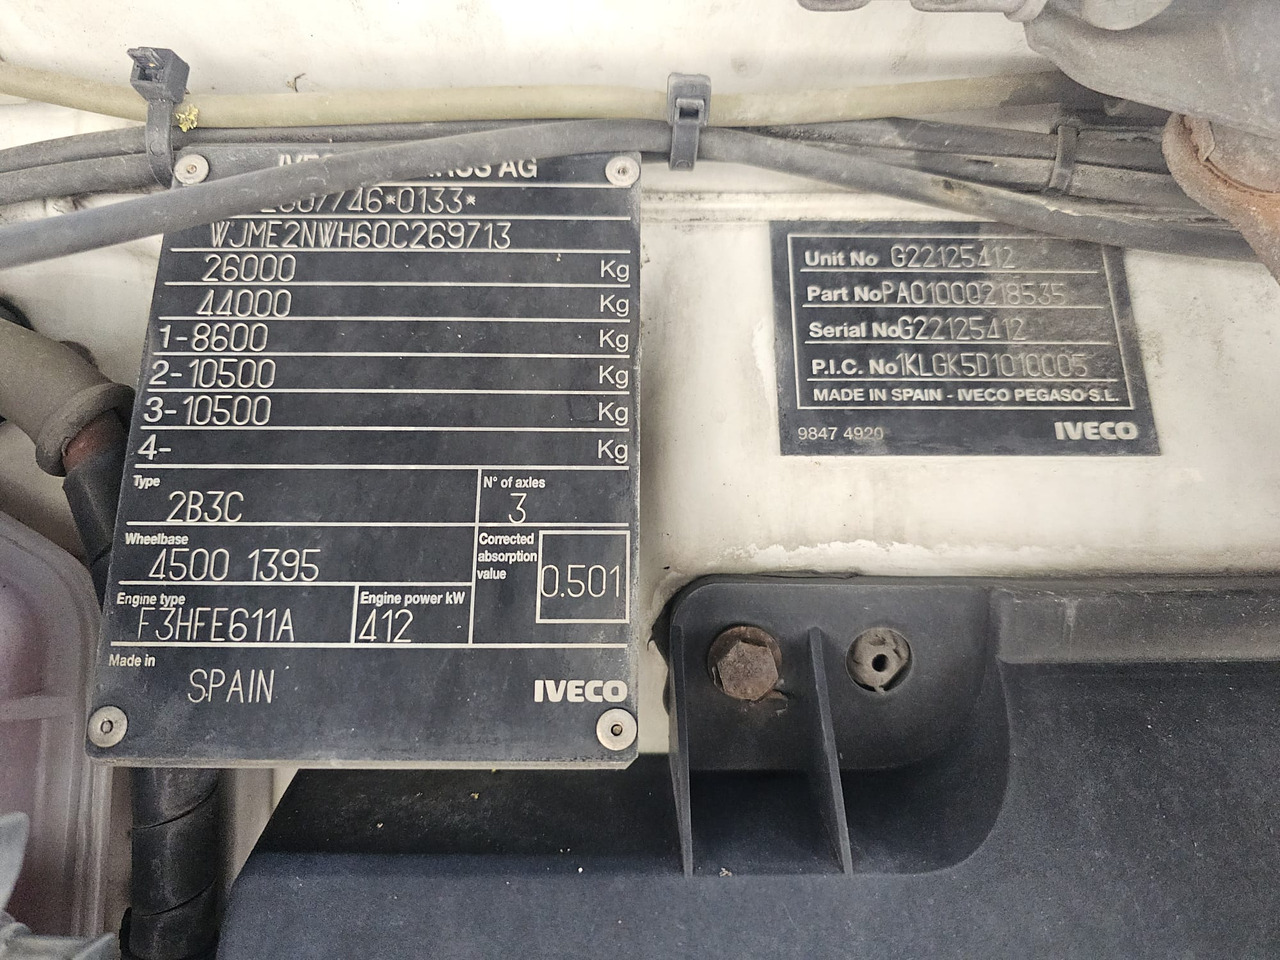 AG
*0133*
WJME2NWH60C269713
26000 Kg
44000 Kg
1-8600 Kg
2-10500 Kg
3-10500 Kg
4- Kg
Type
2B3C
N° of axles
3
Wheelbase
4500 1395
Corrected absorption value
0.501
Engine type
F3HFE611A
Engine power kW
412
Made in
SPAIN
IVECO
Unit No G22125412
Part No PA01000218535
Serial No G22125412
P.I.C. No 1KLGK5D1010005
MADE IN SPAIN - IVECO PEGASO S.L.
9847 4920
IVECO